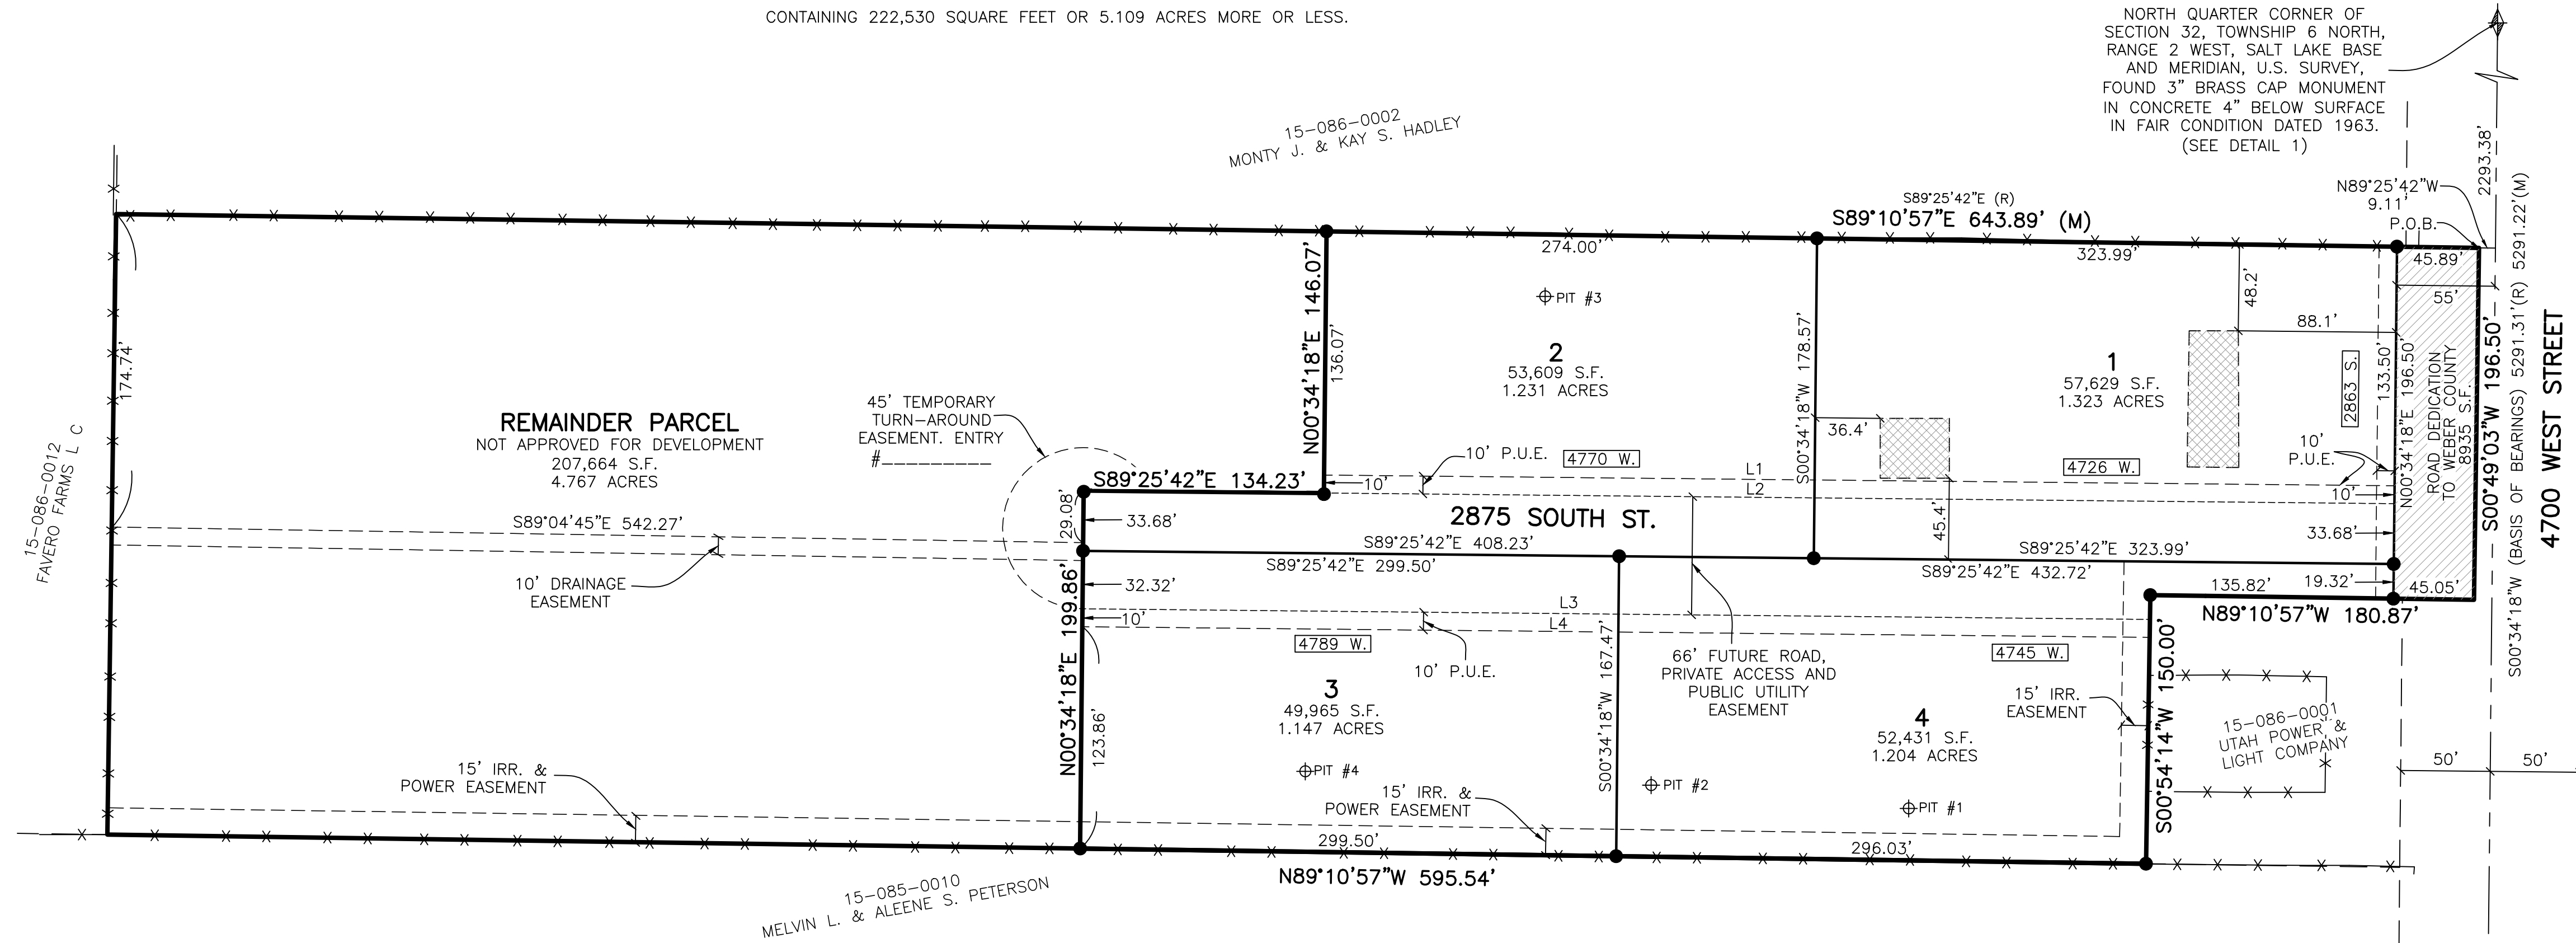 CONTAINING 222,530 SQUARE FEET OR 5.109 ACRES MORE OR LESS.
NORTH QUARTER CORNER OF
SECTION 32, TOWNSHIP 6 NORTH,
RANGE 2 WEST, SALT LAKE BASE
AND MERIDIAN, U.S. SURVEY,
FOUND 3" BRASS CAP MONUMENT
IN CONCRETE 4" BELOW SURFACE
IN FAIR CONDITION DATED 1963.
(SEE DETAIL 1)
2293.38'
15-086-0002
MONTY J. & KAY S. HADLEY
S89°25'42"E (R)
S89°10'57"E 643.89' (M)
N89°25'42"W
9.11'
P.O.B.
274.00'
323.99'
45.89'
55'
48.2'
88.1'
174.74'
N00°34'18"E 146.07'
136.07'
PIT #3
2
53,609 S.F.
1.231 ACRES
S00°34'18"W 178.57'
1
57,629 S.F.
1.323 ACRES
2863 S.
133.50'
N00°34'18"E 196.50'
ROAD DEDICATION
TO WEBER COUNTY
8935 S.F.
S00°49'03"W 196.50'
S00°34'18"W (BASIS OF BEARINGS) 5291.31'(R) 5291.22'(M)
4700 WEST STREET
15-086-0012
FAVERO FARMS L C
REMAINDER PARCEL
NOT APPROVED FOR DEVELOPMENT
207,664 S.F.
4.767 ACRES
45' TEMPORARY
TURN-AROUND
EASEMENT. ENTRY
#__________
36.4'
10' P.U.E.
4770 W.
L1
L2
4726 W.
10'
P.U.E.
10'
S89°25'42"E 134.23'
10'
29.08'
33.68'
2875 SOUTH ST.
45.4'
33.68'
S89°04'45"E 542.27'
S89°25'42"E 408.23'
S89°25'42"E 323.99'
S89°25'42"E 299.50'
S89°25'42"E 432.72'
10' DRAINAGE
EASEMENT
32.32'
135.82'
19.32'
45.05'
N89°10'57"W 180.87'
10'
L3
L4
N00°34'18"E 199.86'
123.86'
4789 W.
10' P.U.E.
S00°34'18"W 167.47'
66' FUTURE ROAD,
PRIVATE ACCESS AND
PUBLIC UTILITY
EASEMENT
4745 W.
15' IRR.
EASEMENT
S00°54'14"W 150.00'
15-086-0001
UTAH POWER & 
LIGHT COMPANY
50'
50'
3
49,965 S.F.
1.147 ACRES
4
52,431 S.F.
1.204 ACRES
PIT #4
PIT #2
PIT #1
15' IRR. &
POWER EASEMENT
15' IRR. &
POWER EASEMENT
299.50'
296.03'
N89°10'57"W 595.54'
15-085-0010
MELVIN L. & ALEENE S. PETERSON